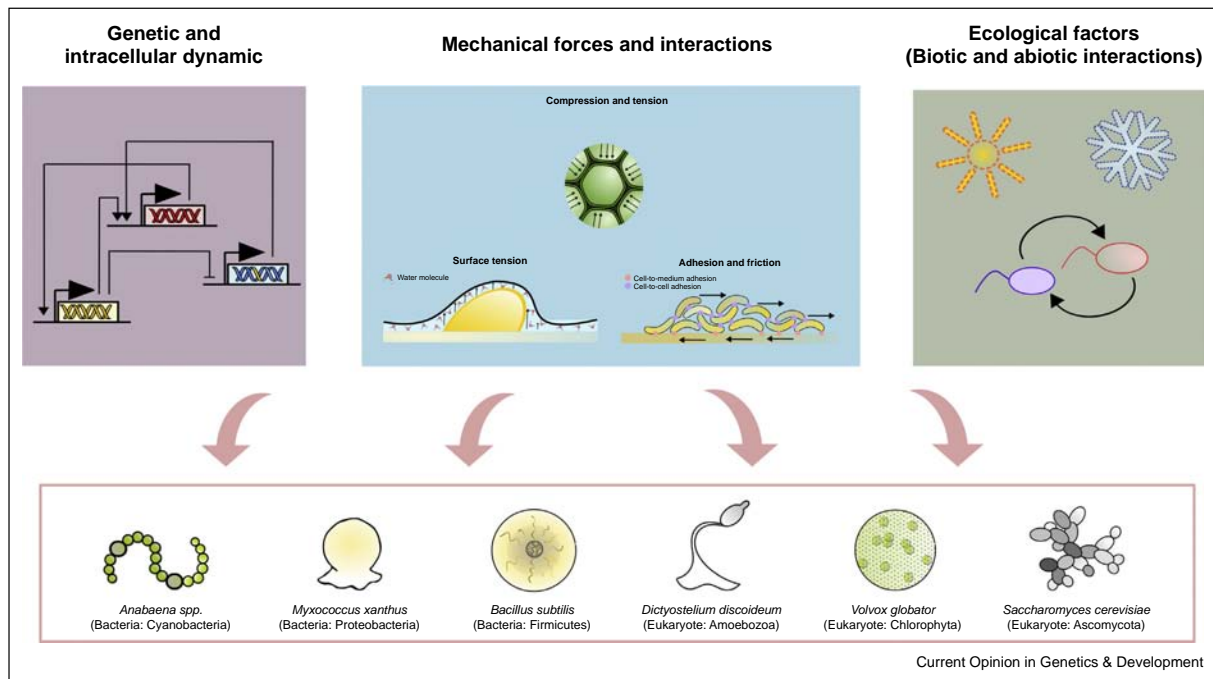 Genetic and
intracellular dynamic
Mechanical forces and interactions
Ecological factors
(Biotic and abiotic interactions)
Compression and tension
Surface tension
Water molecule
Adhesion and friction
Cell-to-medium adhesion
Cell-to-cell adhesion
Anabaena spp.
(Bacteria: Cyanobacteria)
Myxococcus xanthus
(Bacteria: Proteobacteria)
Bacillus subtilis
(Bacteria: Firmicutes)
Dictyostelium discoideum
(Eukaryote: Amoebozoa)
Volvox globator
(Eukaryote: Chlorophyta)
Saccharomyces cerevisiae
(Eukaryote: Ascomycota)
Current Opinion in Genetics & Development